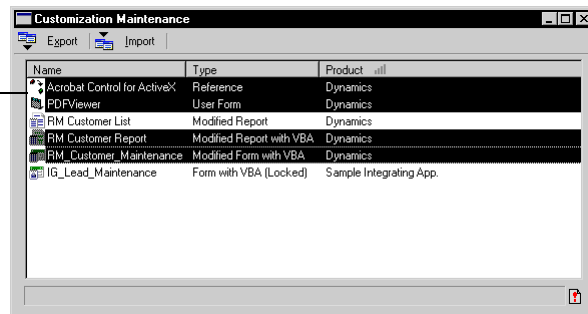 Customization Maintenance
Export Import
Name Type Product
Acrobat Control for ActiveX Reference Dynamics
PDFViewer User Form Dynamics
RM Customer List Modified Report Dynamics
RM Customer Report Modified Report with VBA Dynamics
RM_Customer_Maintenance Modified Form with VBA Dynamics
IG_Lead_Maintenance Form with VBA (Locked) Sample Integrating App.